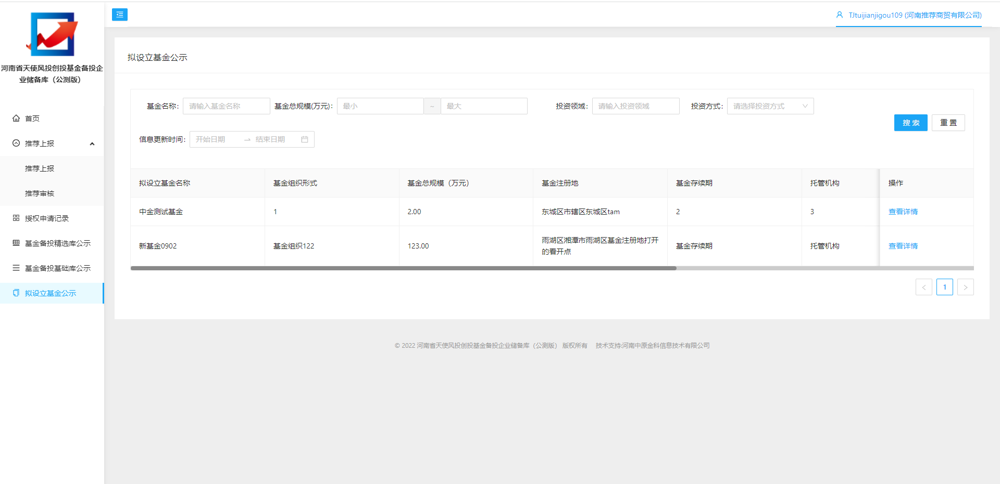 TJtuijianjigou109 (河南推荐商贸有限公司)
河南省天使风投创投基金备投企
业储备库（公测版）
首页
推荐上报
推荐上报
推荐审核
授权申请记录
基金备投精选库公示
基金备投基础库公示
拟设立基金公示
拟设立基金公示
基金名称: 请输入基金名称 基金总规模(万元): 最小 ~ 最大 投资领域: 请输入投资领域 投资方式: 请选择投资方式
搜 索 重 置
信息更新时间: 开始日期 → 结束日期
拟设立基金名称 基金组织形式 基金总规模（万元） 基金注册地 基金存续期 托管机构 操作
中金测试基金 1 2.00 东城区市辖区东城区tam 2 3 查看详情
新基金0902 基金组织122 123.00 雨湖区湘潭市雨湖区基金注册地打开
的看开点 基金存续期 托管机构 查看详情
< 1 >
© 2022 河南省天使风投创投基金备投企业储备库（公测版） 版权所有 技术支持:河南中原金科信息技术有限公司